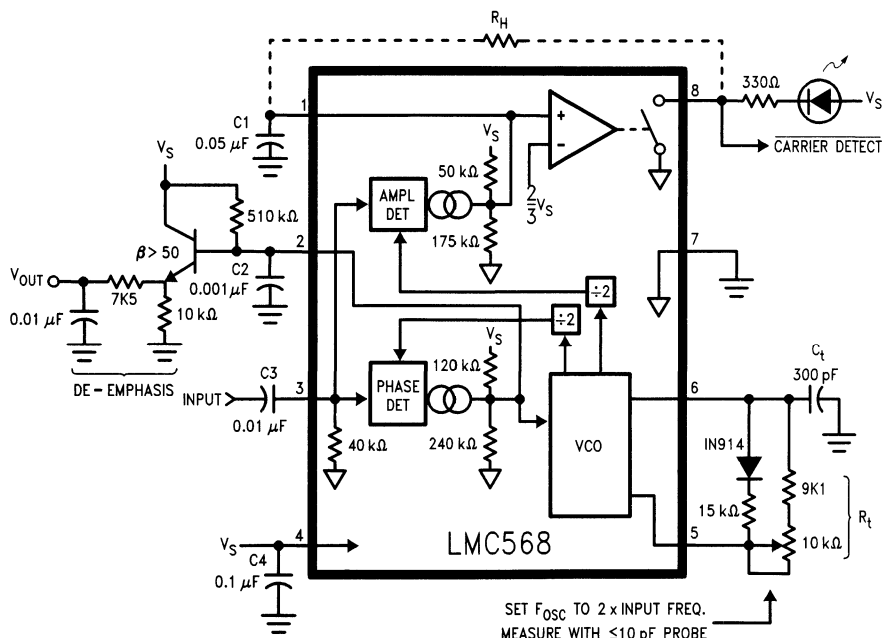 R_H
1
8
330Ω
V_S
C1
0.05 μF
V_S
CARRIER DETECT
V_S
50 kΩ
+
−
510 kΩ
AMPL
DET
2/3 V_S
β > 50
2
175 kΩ
7
V_OUT
C2
0.001 μF
7K5
÷2
÷2
0.01 μF
10 kΩ
V_S
120 kΩ
C_t
300 pF
DE – EMPHASIS
C3
3
PHASE
DET
6
INPUT
0.01 μF
VCO
IN914
40 kΩ
240 kΩ
9K1
15 kΩ
R_t
V_S
4
LMC568
5
10 kΩ
C4
0.1 μF
SET F_OSC TO 2 x INPUT FREQ.
MEASURE WITH ≤10 pF PROBE